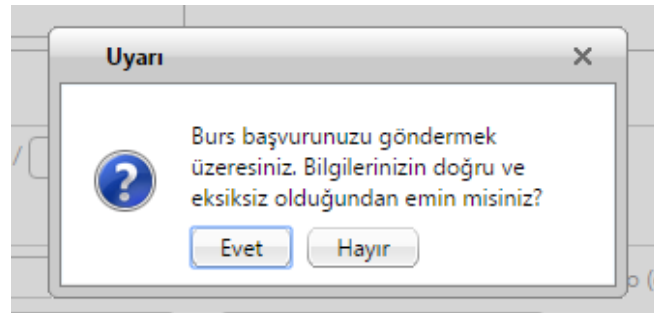 Uyarı
Burs başvurunuzu göndermek
üzeresiniz. Bilgilerinizin doğru ve
eksiksiz olduğundan emin misiniz?
Evet Hayır